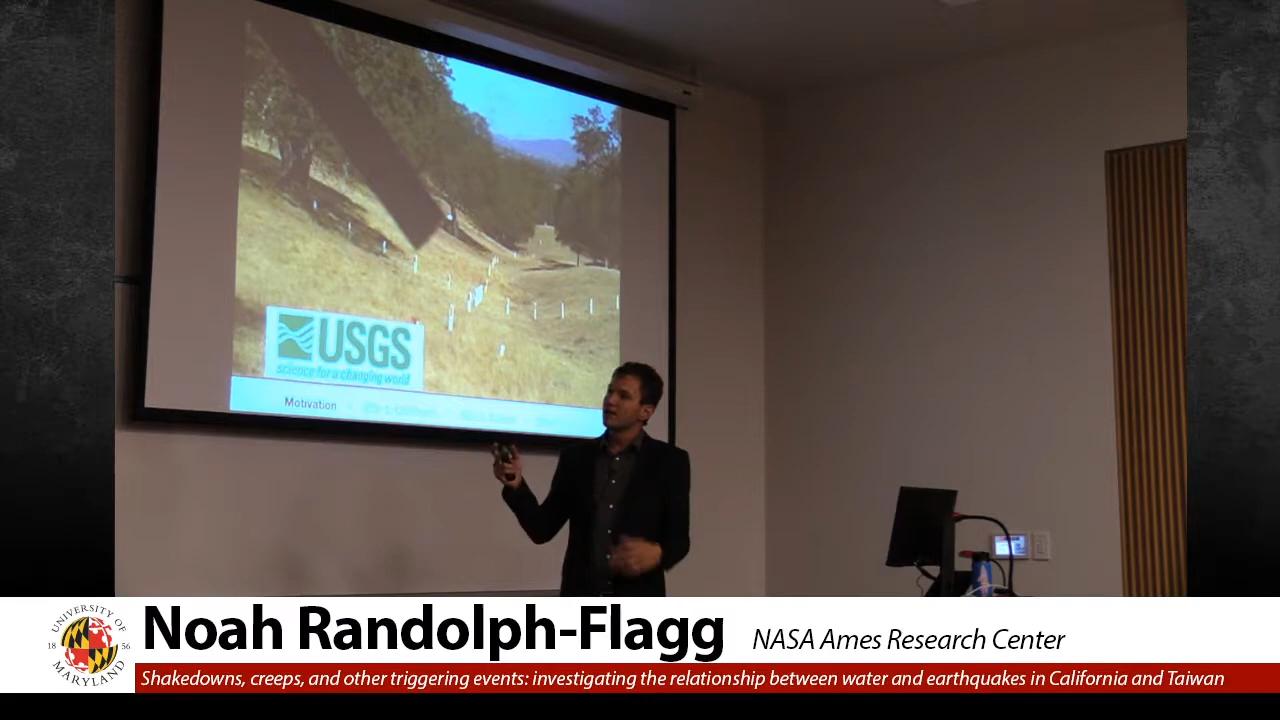 USGS
science for a changing world
Motivation
UNIVERSITY OF
18 56
MARYLAND
Noah Randolph-Flagg NASA Ames Research Center
Shakedowns, creeps, and other triggering events: investigating the relationship between water and earthquakes in California and Taiwan